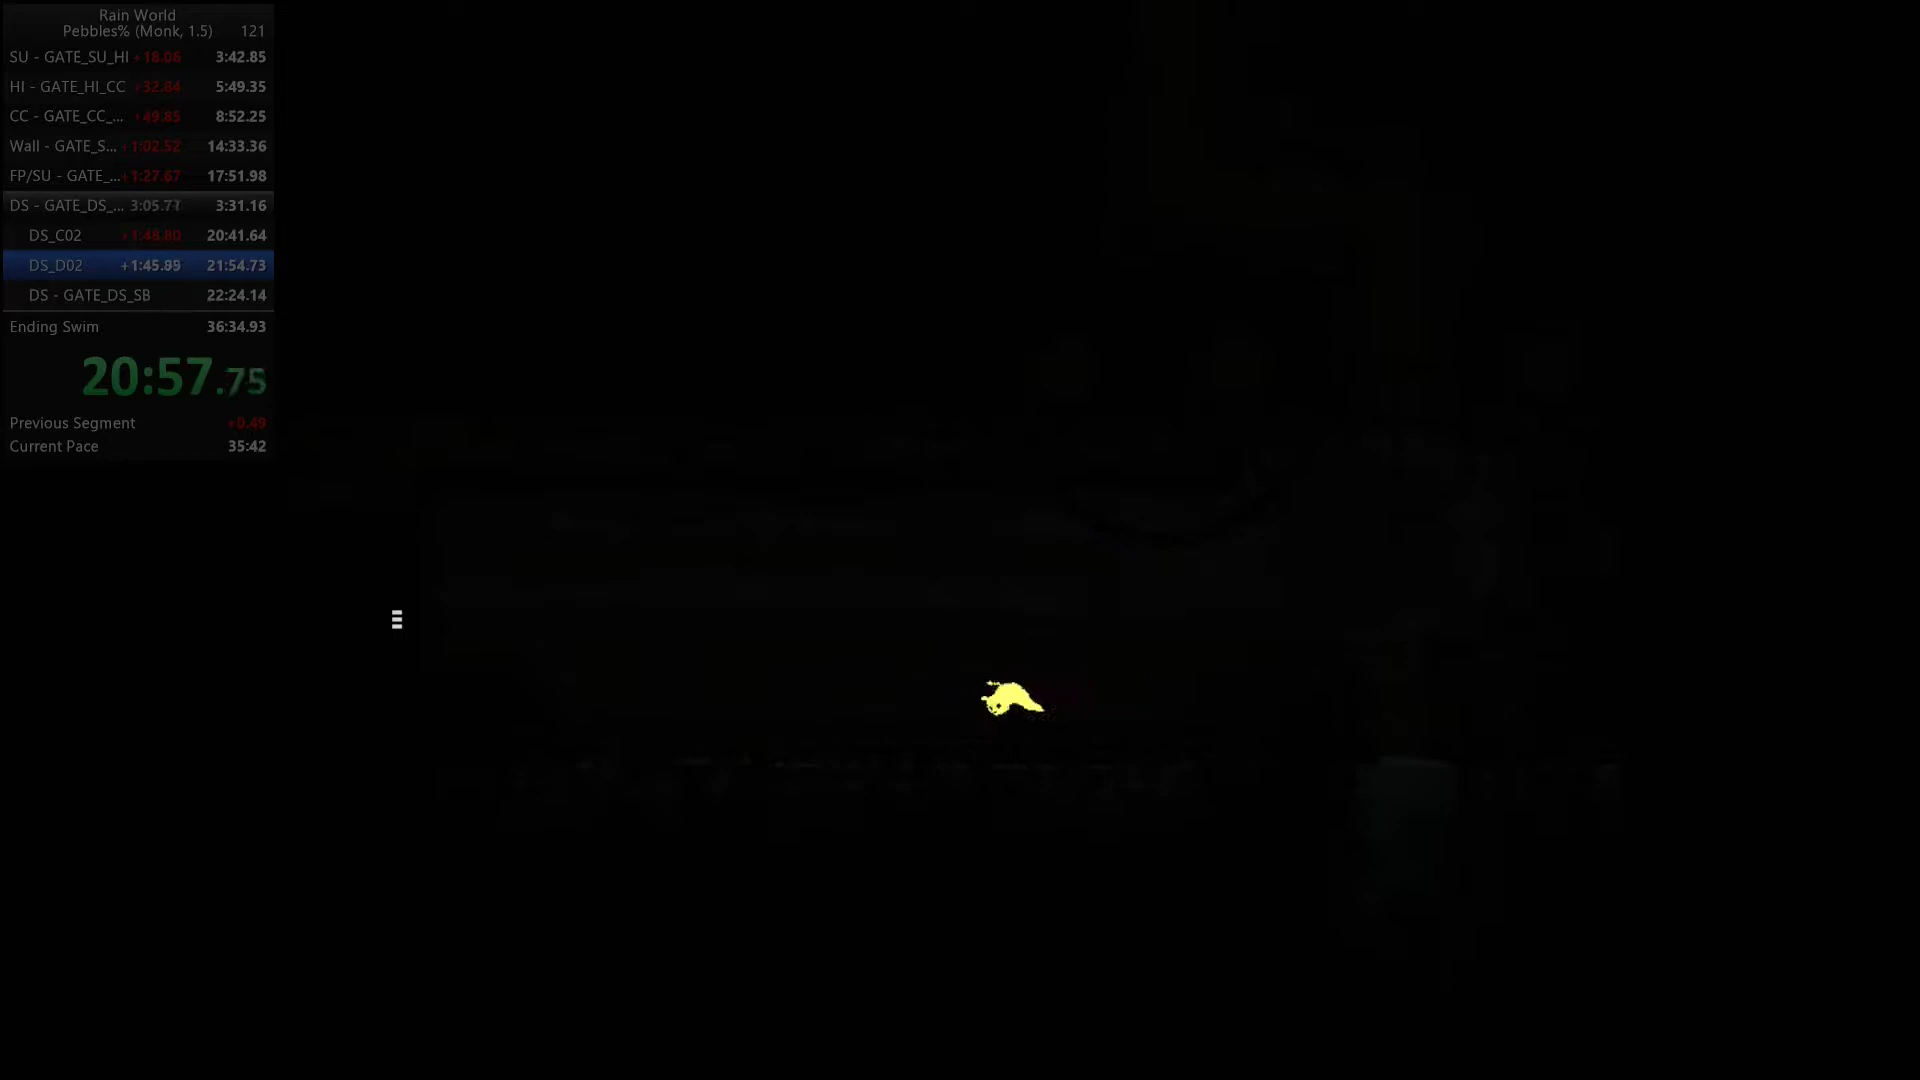 Rain World
Pebbles% (Monk, 1.5) 121
SU - GATE_SU_HI +18.06 3:42.85
HI - GATE_HI_CC +32.84 5:49.35
CC - GATE_CC_... +49.85 8:52.25
Wall - GATE_S... +1:02.52 14:33.36
FP/SU - GATE_... +1:27.67 17:51.98
DS - GATE_DS_... 3:05.77 3:31.16
DS_C02 +1:48.80 20:41.64
DS_D02 +1:45.99 21:54.73
DS - GATE_DS_SB 22:24.14
Ending Swim 36:34.93
20:57.75
Previous Segment +0.49
Current Pace 35:42